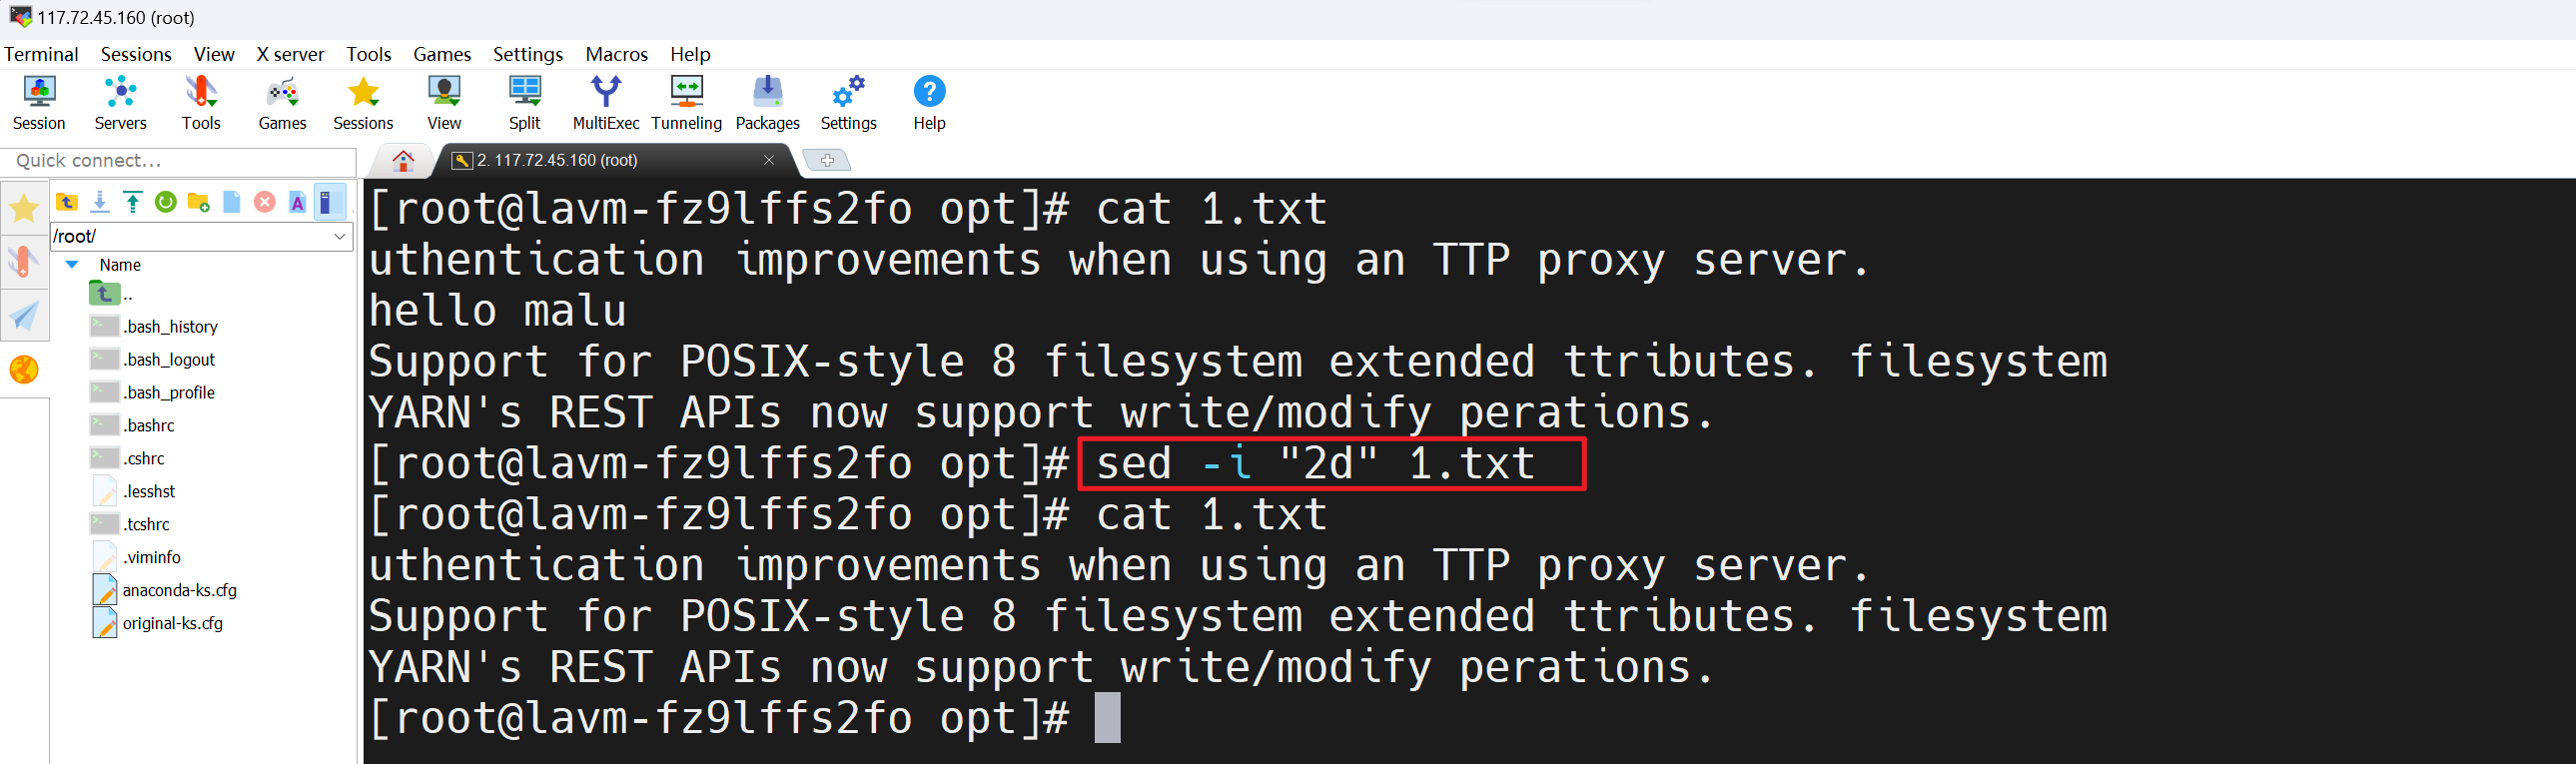 117.72.45.160 (root)
Terminal Sessions View X server Tools Games Settings Macros Help
Session Servers Tools Games Sessions View Split MultiExec Tunneling Packages Settings Help
Quick connect...
2. 117.72.45.160 (root)
/root/
Name
..
.bash_history
.bash_logout
.bash_profile
.bashrc
.cshrc
.lesshst
.tcshrc
.viminfo
anaconda-ks.cfg
original-ks.cfg
[root@lavm-fz9lffs2fo opt]# cat 1.txt
uthentication improvements when using an TTP proxy server.
hello malu
Support for POSIX-style 8 filesystem extended ttributes. filesystem
YARN's REST APIs now support write/modify perations.
[root@lavm-fz9lffs2fo opt]# sed -i "2d" 1.txt
[root@lavm-fz9lffs2fo opt]# cat 1.txt
uthentication improvements when using an TTP proxy server.
Support for POSIX-style 8 filesystem extended ttributes. filesystem
YARN's REST APIs now support write/modify perations.
[root@lavm-fz9lffs2fo opt]#